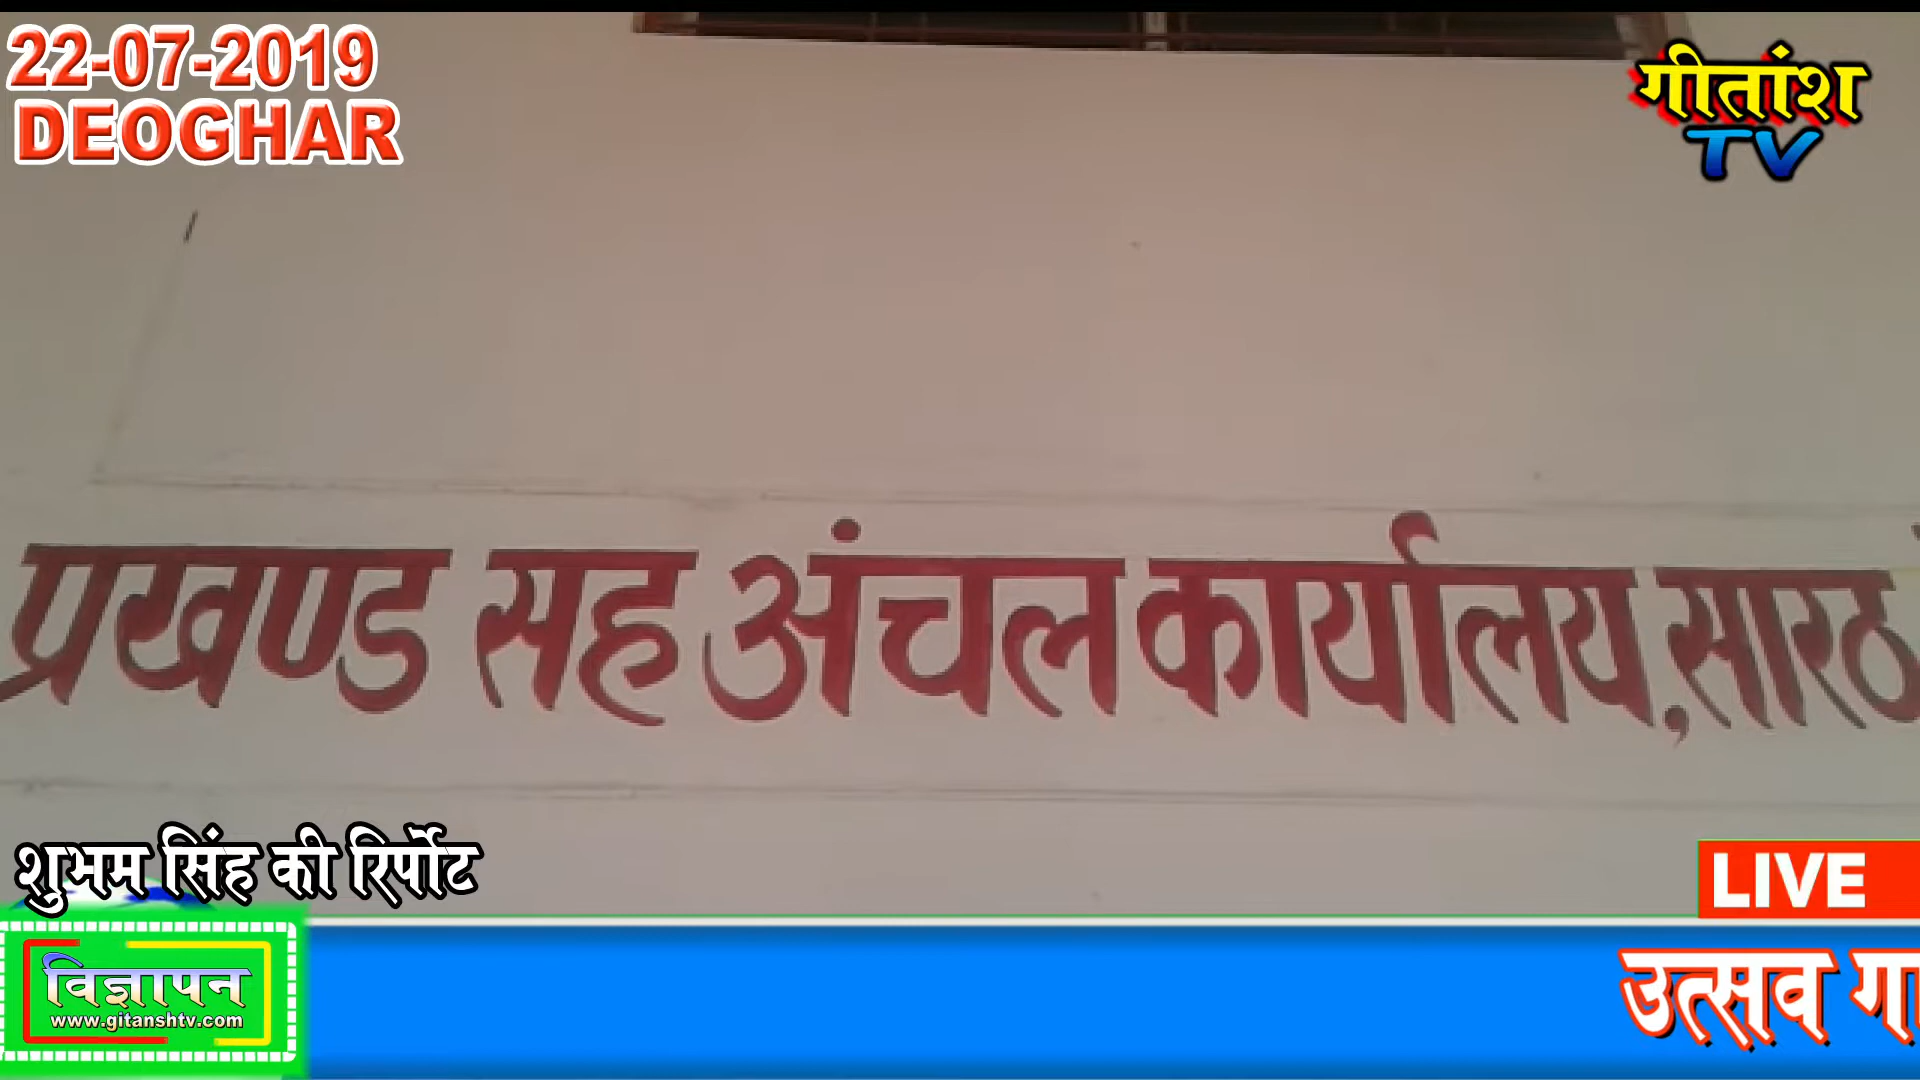 22-07-2019
DEOGHAR
गीतांश
TV
प्रखण्ड सह अंचल कार्यालय, सारठ
शुभम सिंह की रिर्पोट
LIVE
विज्ञापन
www.gitanshtv.com
उत्सव